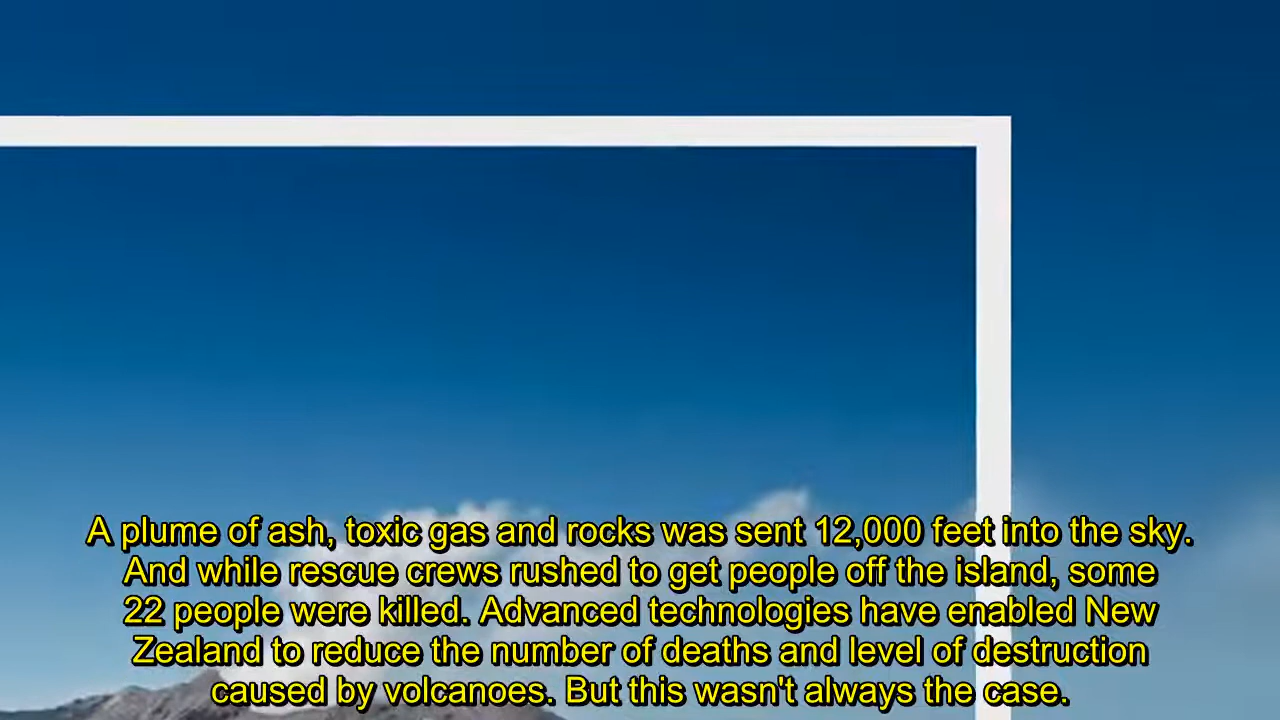 A plume of ash, toxic gas and rocks was sent 12,000 feet into the sky.
And while rescue crews rushed to get people off the island, some
22 people were killed. Advanced technologies have enabled New
Zealand to reduce the number of deaths and level of destruction
caused by volcanoes. But this wasn't always the case.